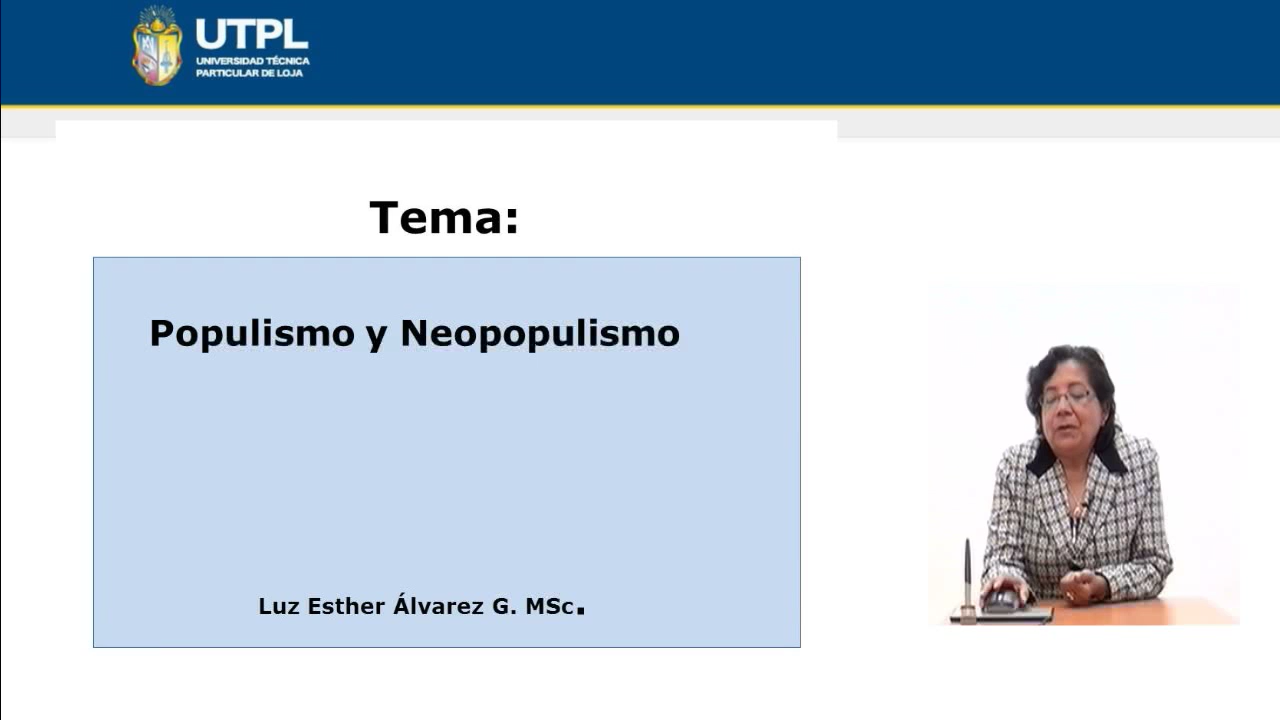 UTPL
UNIVERSIDAD TÉCNICA
PARTICULAR DE LOJA
Tema:
Populismo y Neopopulismo
Luz Esther Álvarez G. MSc.